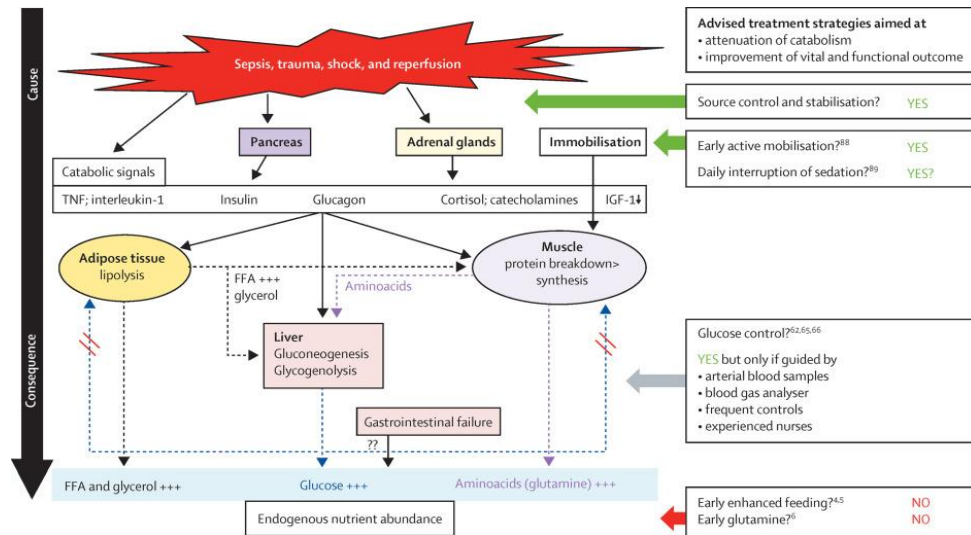 Cause
Consequence
Sepsis, trauma, shock, and reperfusion
Pancreas
Adrenal glands
Immobilisation
Catabolic signals
TNF; interleukin-1
Insulin
Glucagon
Cortisol; catecholamines
IGF-1↓
Adipose tissue
lipolysis
Muscle
protein breakdown>
synthesis
FFA +++
glycerol
Aminoacids
Liver
Gluconeogenesis
Glycogenolysis
Gastrointestinal failure
??
FFA and glycerol +++
Glucose +++
Aminoacids (glutamine) +++
Endogenous nutrient abundance
Advised treatment strategies aimed at
• attenuation of catabolism
• improvement of vital and functional outcome
Source control and stabilisation? YES
Early active mobilisation?⁸⁸ YES
Daily interruption of sedation?⁸⁹ YES?
Glucose control?⁶²,⁶⁵,⁶⁶
YES but only if guided by
• arterial blood samples
• blood gas analyser
• frequent controls
• experienced nurses
Early enhanced feeding?⁴,⁵ NO
Early glutamine?⁶ NO